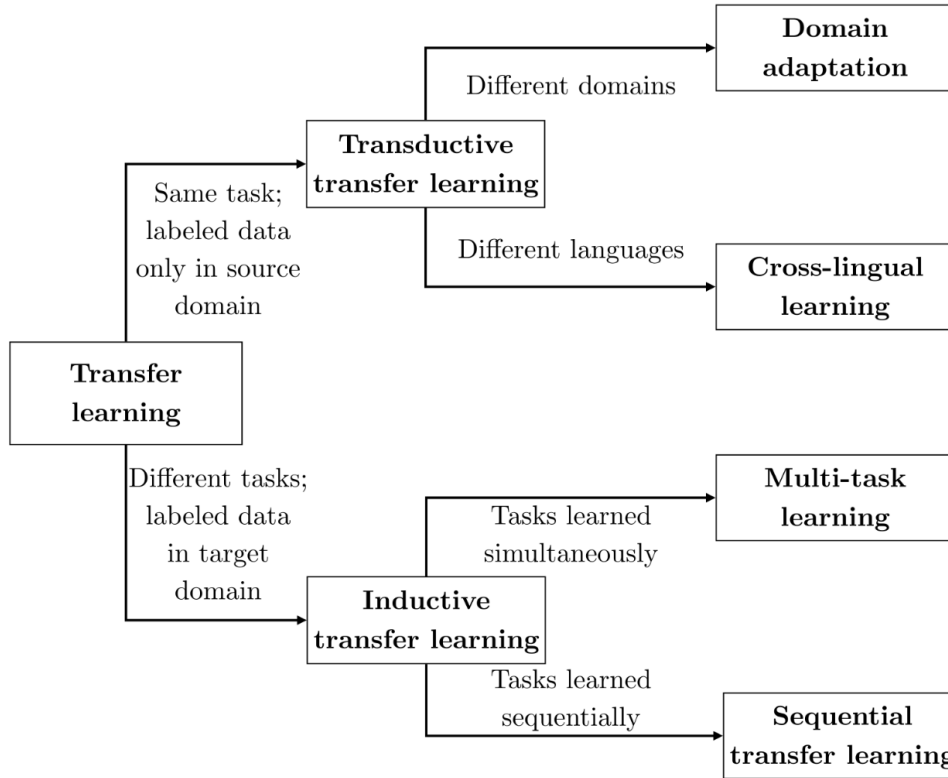 Domain
adaptation
Different domains
Transductive
transfer learning
Same task;
labeled data
only in source
domain
Different languages
Cross-lingual
learning
Transfer
learning
Different tasks;
labeled data
in target
domain
Multi-task
learning
Tasks learned
simultaneously
Inductive
transfer learning
Tasks learned
sequentially
Sequential
transfer learning